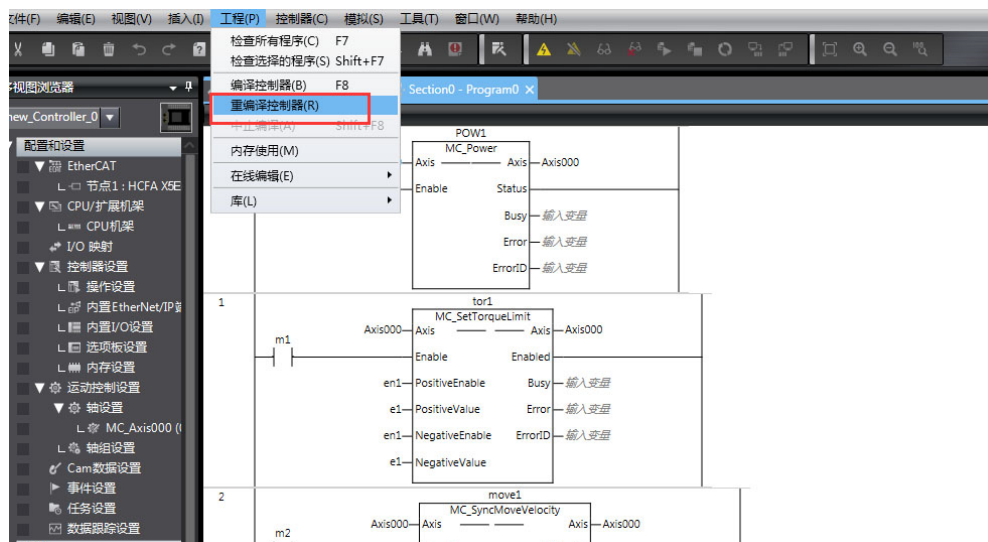 文件(F) 编辑(E) 视图(V) 插入(I) 工程(P) 控制器(C) 模拟(S) 工具(T) 窗口(W) 帮助(H)
检查所有程序(C) F7
检查选择的程序(S) Shift+F7
编译控制器(B) F8
重编译控制器(R)
中止编译(A) Shift+F8
内存使用(M)
在线编辑(E)
库(L)
视图浏览器
new_Controller_0
配置和设置
EtherCAT
节点1 : HCFA X5E
CPU/扩展机架
CPU机架
I/O 映射
控制器设置
操作设置
内置EtherNet/IP
内置I/O设置
选项板设置
内存设置
运动控制设置
轴设置
MC_Axis000 (
轴组设置
Cam数据设置
事件设置
任务设置
数据跟踪设置
Section0 - Program0
POW1
MC_Power
Axis Axis Axis000
Enable Status
Busy 输入变量
Error 输入变量
ErrorID 输入变量
1
tor1
MC_SetTorqueLimit
Axis000 Axis Axis Axis000
m1
Enable Enabled
en1 PositiveEnable Busy 输入变量
e1 PositiveValue Error 输入变量
en1 NegativeEnable ErrorID 输入变量
e1 NegativeValue
2
move1
MC_SyncMoveVelocity
Axis000 Axis Axis Axis000
m2